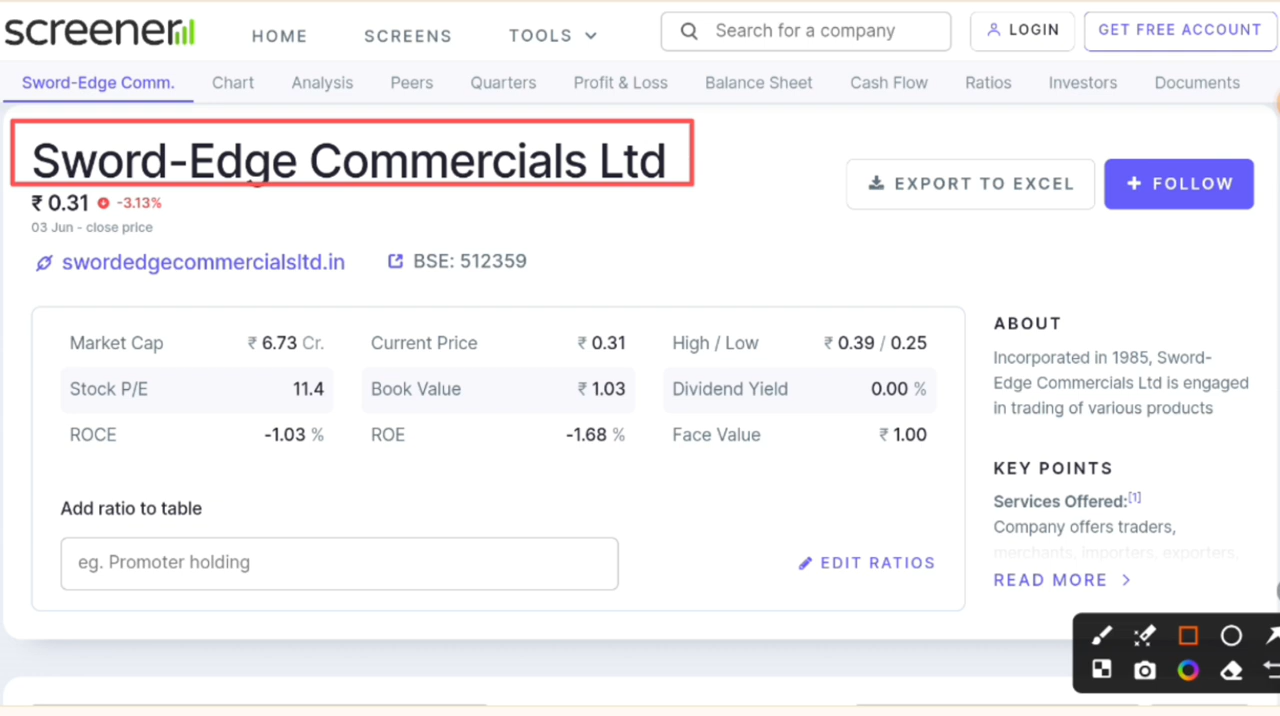 screener
HOME SCREENS TOOLS
Search for a company
LOGIN
GET FREE ACCOUNT
Sword-Edge Comm. Chart Analysis Peers Quarters Profit & Loss Balance Sheet Cash Flow Ratios Investors Documents
Sword-Edge Commercials Ltd
EXPORT TO EXCEL
+ FOLLOW
₹ 0.31 -3.13%
03 Jun - close price
swordedgecommercialsltd.in BSE: 512359
Market Cap ₹ 6.73 Cr. Current Price ₹ 0.31 High / Low ₹ 0.39 / 0.25
Stock P/E 11.4 Book Value ₹ 1.03 Dividend Yield 0.00 %
ROCE -1.03 % ROE -1.68 % Face Value ₹ 1.00
Add ratio to table
eg. Promoter holding
EDIT RATIOS
ABOUT
Incorporated in 1985, Sword-
Edge Commercials Ltd is engaged
in trading of various products
KEY POINTS
Services Offered:[1]
Company offers traders,
merchants, importers, exporters,
READ MORE